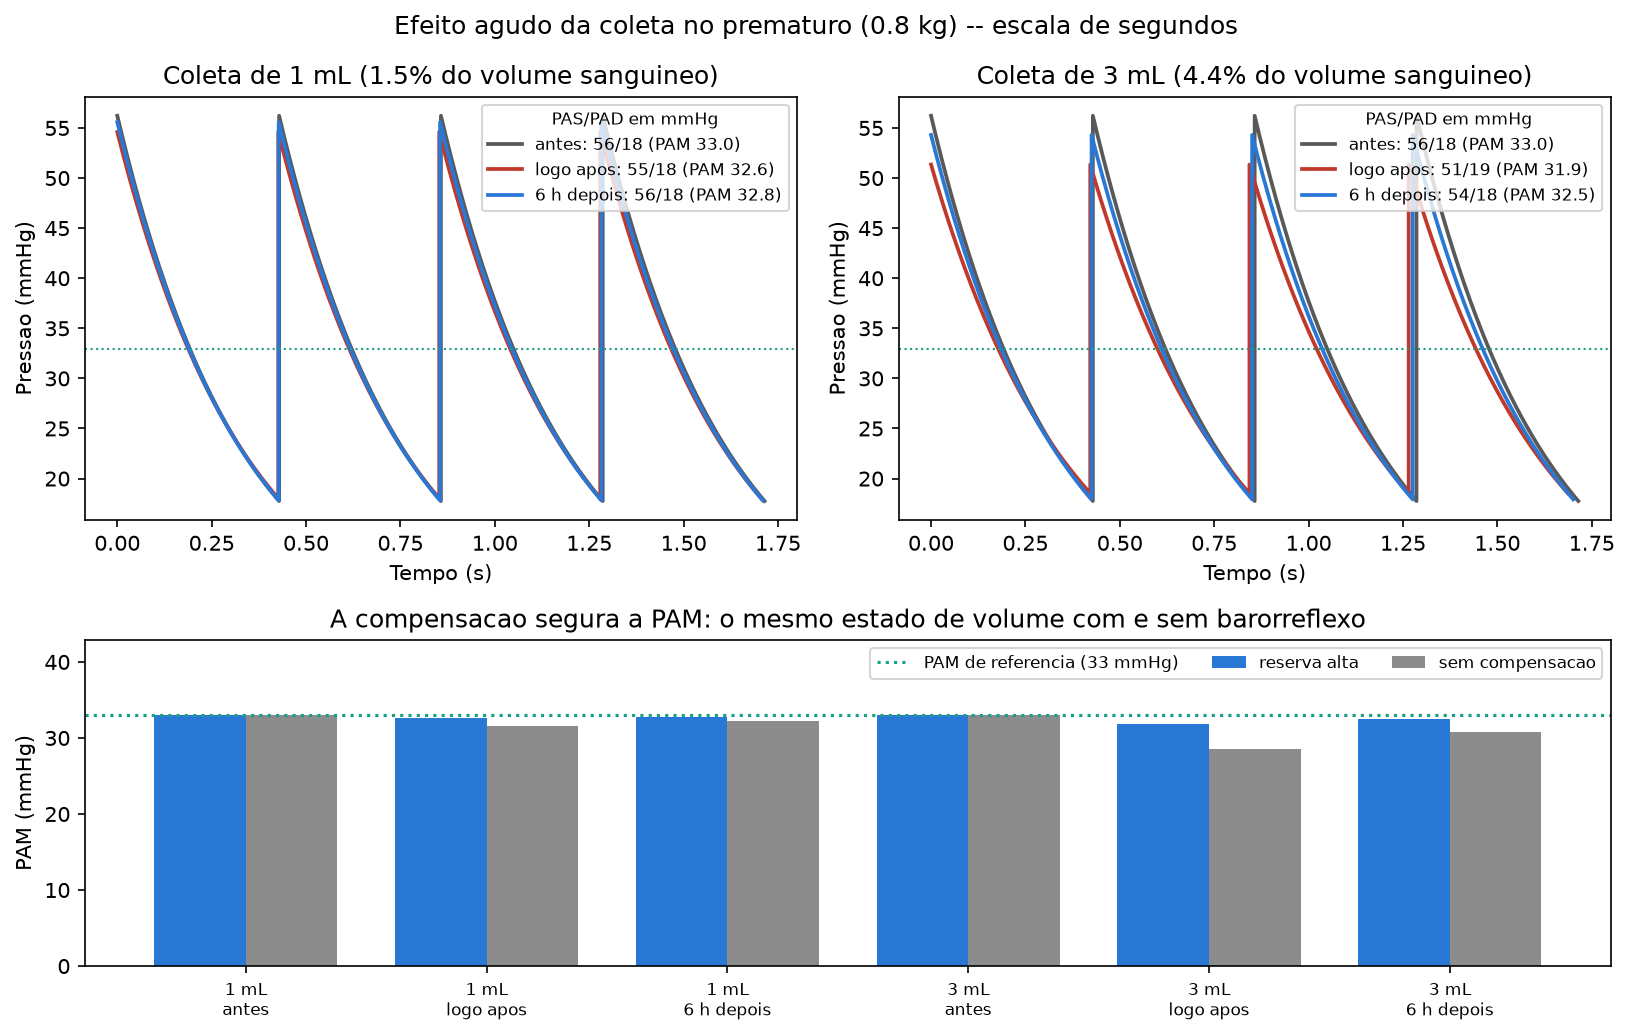 Efeito agudo da coleta no prematuro (0.8 kg) -- escala de segundos
Coleta de 1 mL (1.5% do volume sanguineo)
Pressao (mmHg)
55
50
45
40
35
30
25
20
PAS/PAD em mmHg
antes: 56/18 (PAM 33.0)
logo apos: 55/18 (PAM 32.6)
6 h depois: 56/18 (PAM 32.8)
0.00 0.25 0.50 0.75 1.00 1.25 1.50 1.75
Tempo (s)
Coleta de 3 mL (4.4% do volume sanguineo)
Pressao (mmHg)
55
50
45
40
35
30
25
20
PAS/PAD em mmHg
antes: 56/18 (PAM 33.0)
logo apos: 51/19 (PAM 31.9)
6 h depois: 54/18 (PAM 32.5)
0.00 0.25 0.50 0.75 1.00 1.25 1.50 1.75
Tempo (s)
A compensacao segura a PAM: o mesmo estado de volume com e sem barorreflexo
PAM (mmHg)
40
30
20
10
0
PAM de referencia (33 mmHg) reserva alta sem compensacao
1 mL
antes
1 mL
logo apos
1 mL
6 h depois
3 mL
antes
3 mL
logo apos
3 mL
6 h depois